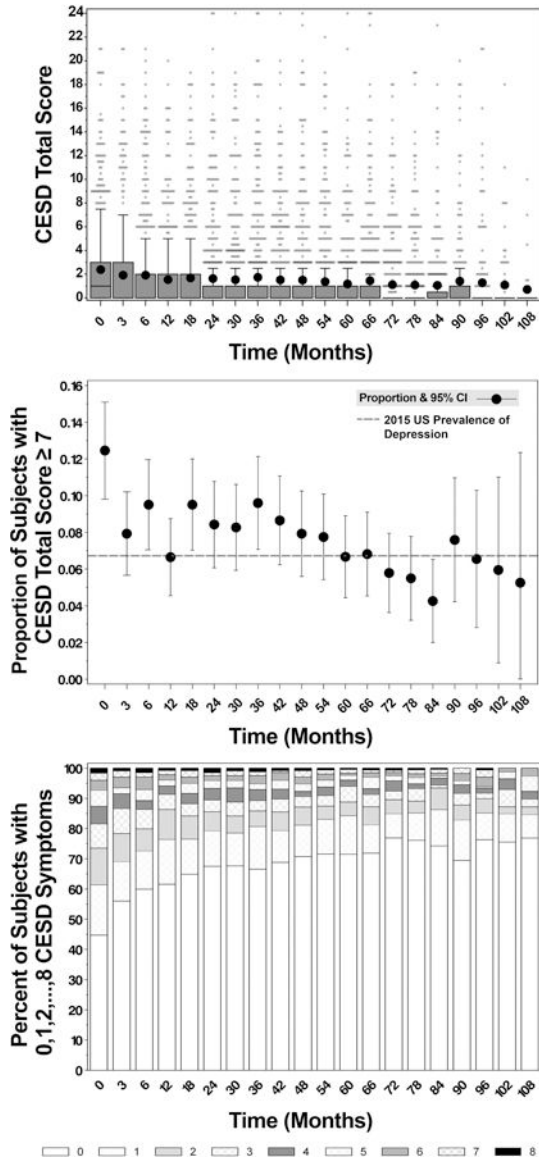 24
22
20
18
16
14
12
10
8
6
4
2
0
CESD Total Score
0 3 6 12 18 24 30 36 42 48 54 60 66 72 78 84 90 96 102 108
Time (Months)
0.16
0.14
0.12
0.10
0.08
0.06
0.04
0.02
0.00
Proportion of Subjects with
CESD Total Score ≥ 7
Proportion & 95% CI
2015 US Prevalence of
Depression
0 3 6 12 18 24 30 36 42 48 54 60 66 72 78 84 90 96 102 108
Time (Months)
100
90
80
70
60
50
40
30
20
10
0
Percent of Subjects with
0,1,2,...,8 CESD Symptoms
0 3 6 12 18 24 30 36 42 48 54 60 66 72 78 84 90 96 102 108
Time (Months)
0 1 2 3 4 5 6 7 8